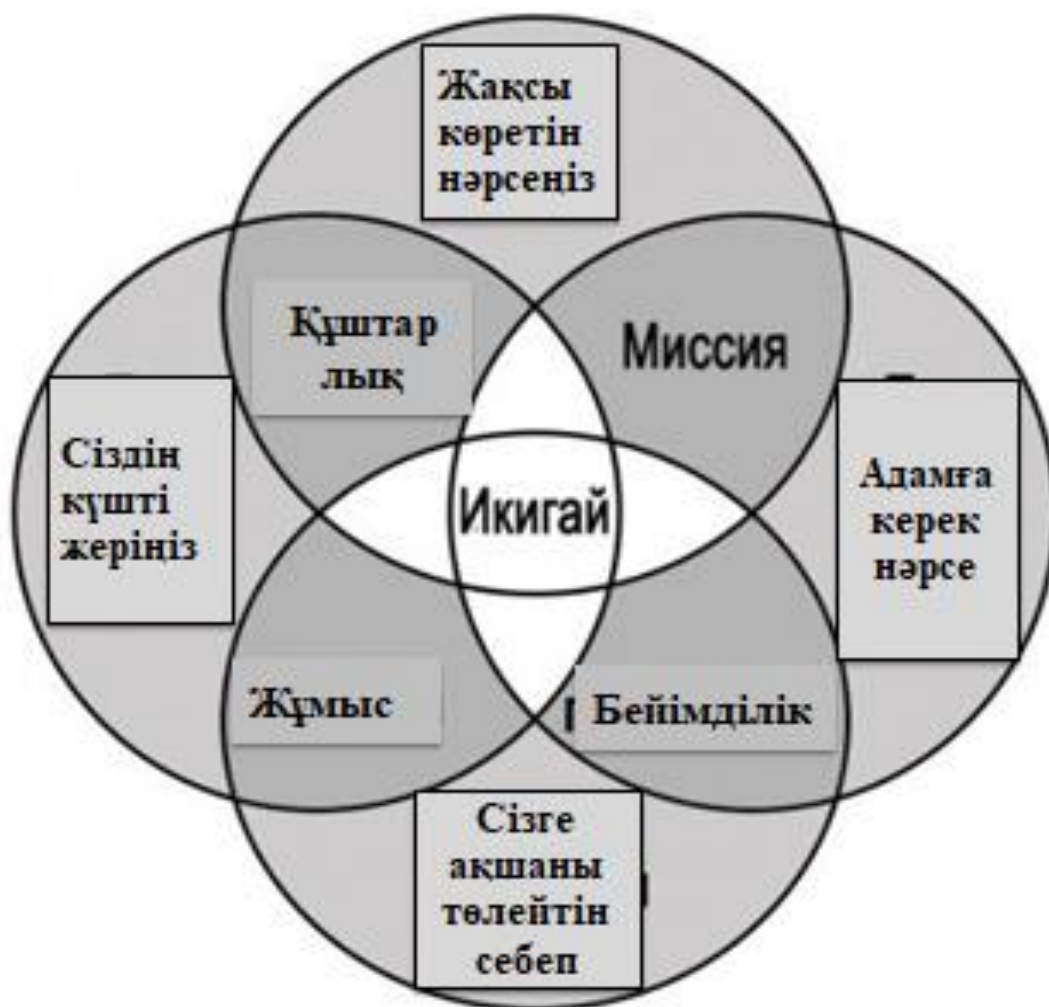 Жақсы
көретін
нәрсеңіз
Құштар
лық
Миссия
Сіздің
күшті
жеріңіз
Икигай
Адамға
керек
нәрсе
Жұмыс
Бейімділік
Сізге
ақшаны
төлейтін
себеп